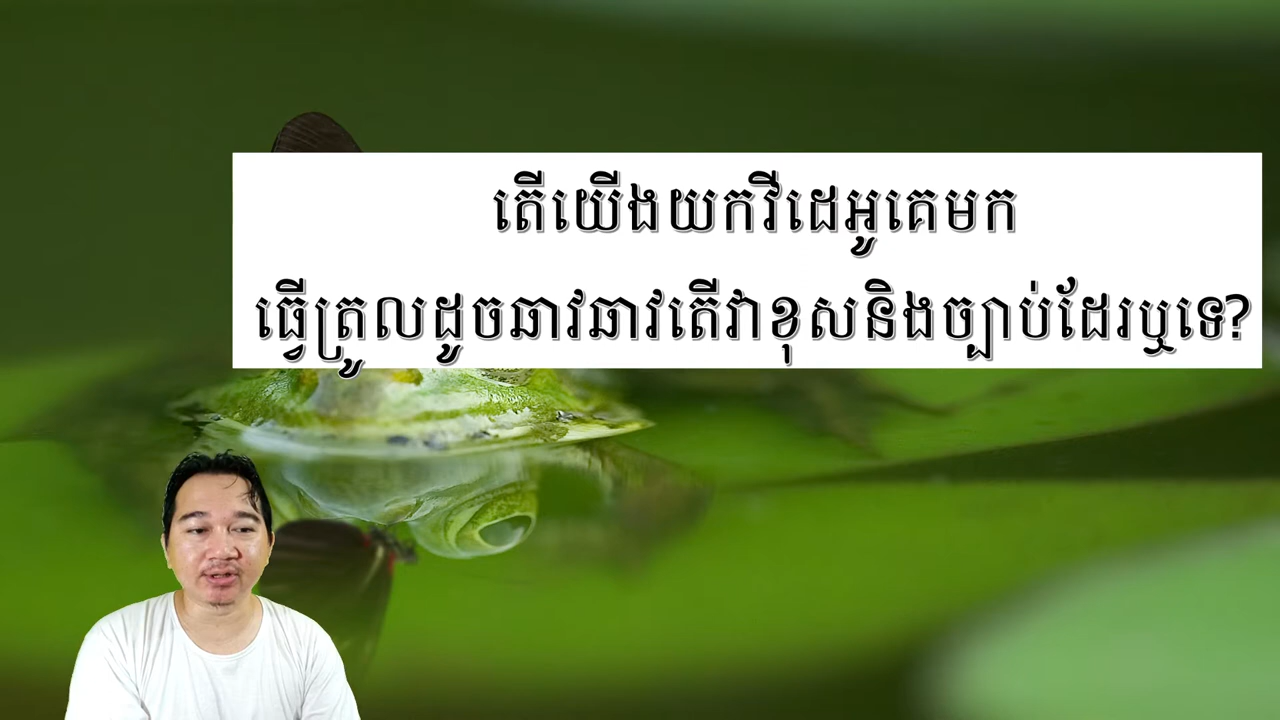 តើយើងយកវីដេអូគេមក
ធ្វើត្រូលដូចឆាវឆាវតើវាខុសនិងច្បាប់ដែរឬទេ?